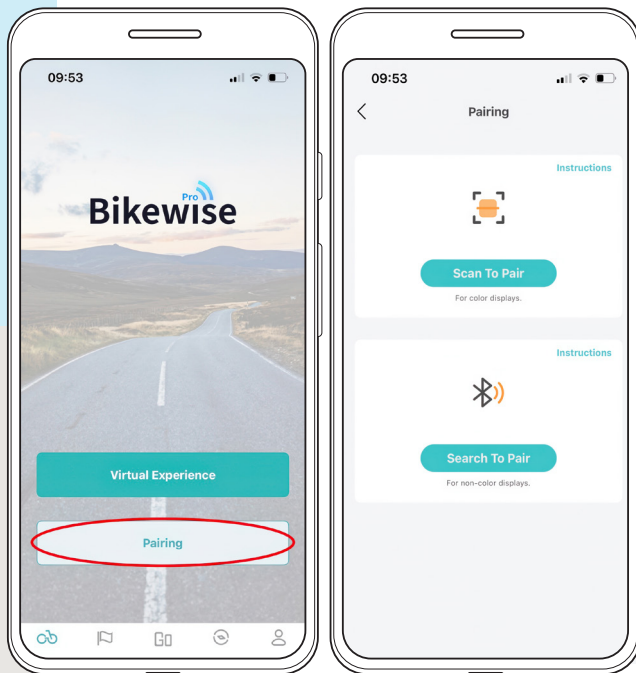 09:53
Pro
Bikewise
Virtual Experience
Pairing
Go
09:53
Pairing
Instructions
Scan To Pair
For color displays.
Instructions
Search To Pair
For non-color displays.